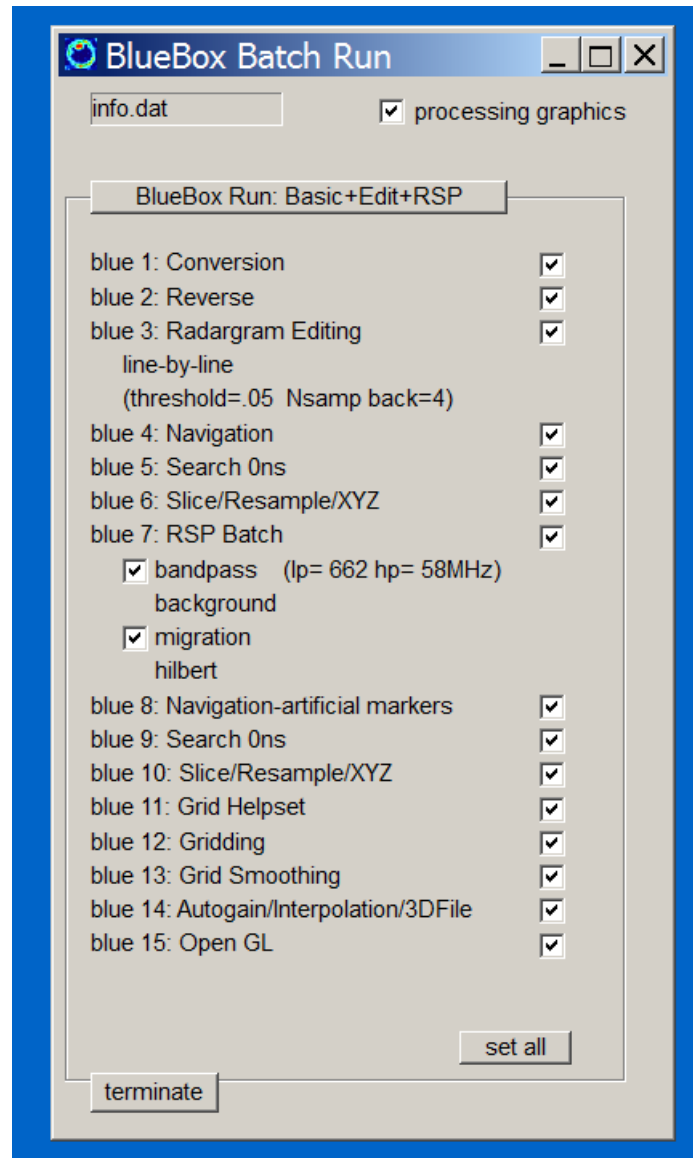 BlueBox Batch Run
info.dat processing graphics
BlueBox Run: Basic+Edit+RSP
blue 1: Conversion
blue 2: Reverse
blue 3: Radargram Editing
line-by-line
(threshold=.05 Nsamp back=4)
blue 4: Navigation
blue 5: Search 0ns
blue 6: Slice/Resample/XYZ
blue 7: RSP Batch
bandpass (lp= 662 hp= 58MHz)
background
migration
hilbert
blue 8: Navigation-artificial markers
blue 9: Search 0ns
blue 10: Slice/Resample/XYZ
blue 11: Grid Helpset
blue 12: Gridding
blue 13: Grid Smoothing
blue 14: Autogain/Interpolation/3DFile
blue 15: Open GL
set all
terminate